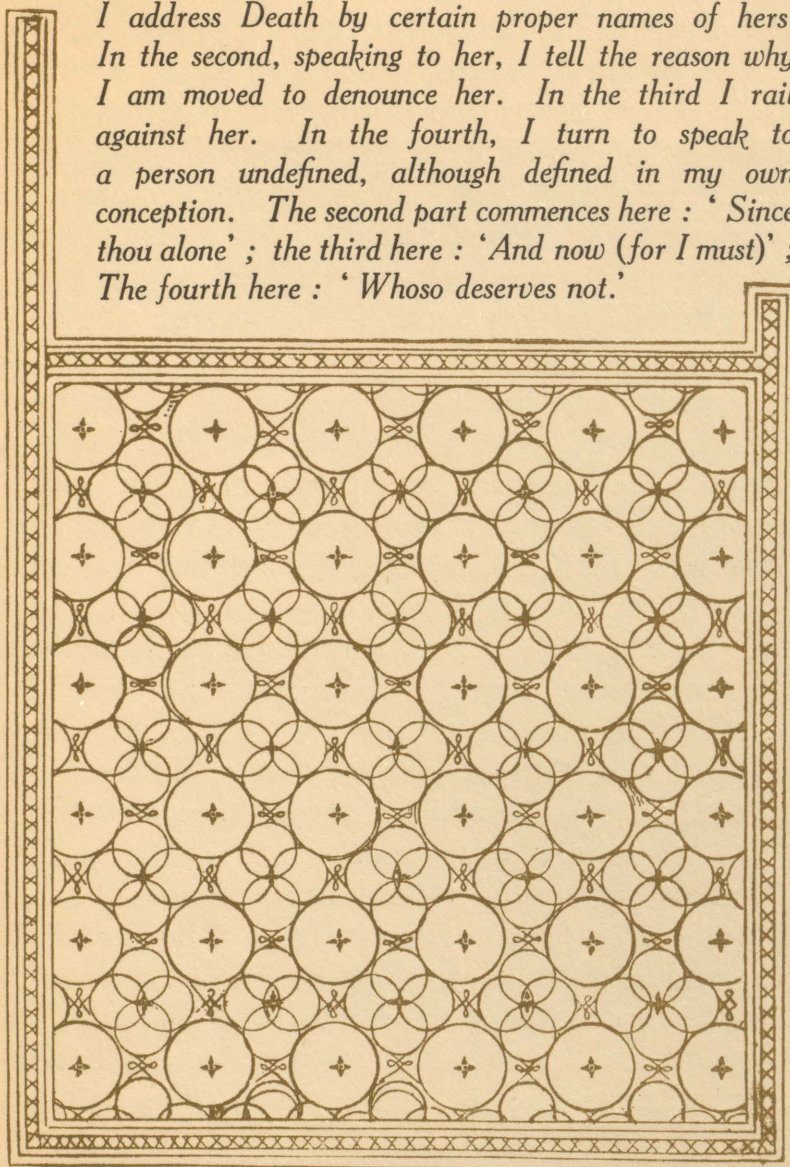 I address Death by certain proper names of hers
In the second, speaking to her, I tell the reason why
I am moved to denounce her. In the third I rail
against her. In the fourth, I turn to speak to
a person undefined, although defined in my own
conception. The second part commences here : ‘ Since
thou alone’ ; the third here : ‘And now (for I must)’ ;
The fourth here : ‘ Whoso deserves not.’